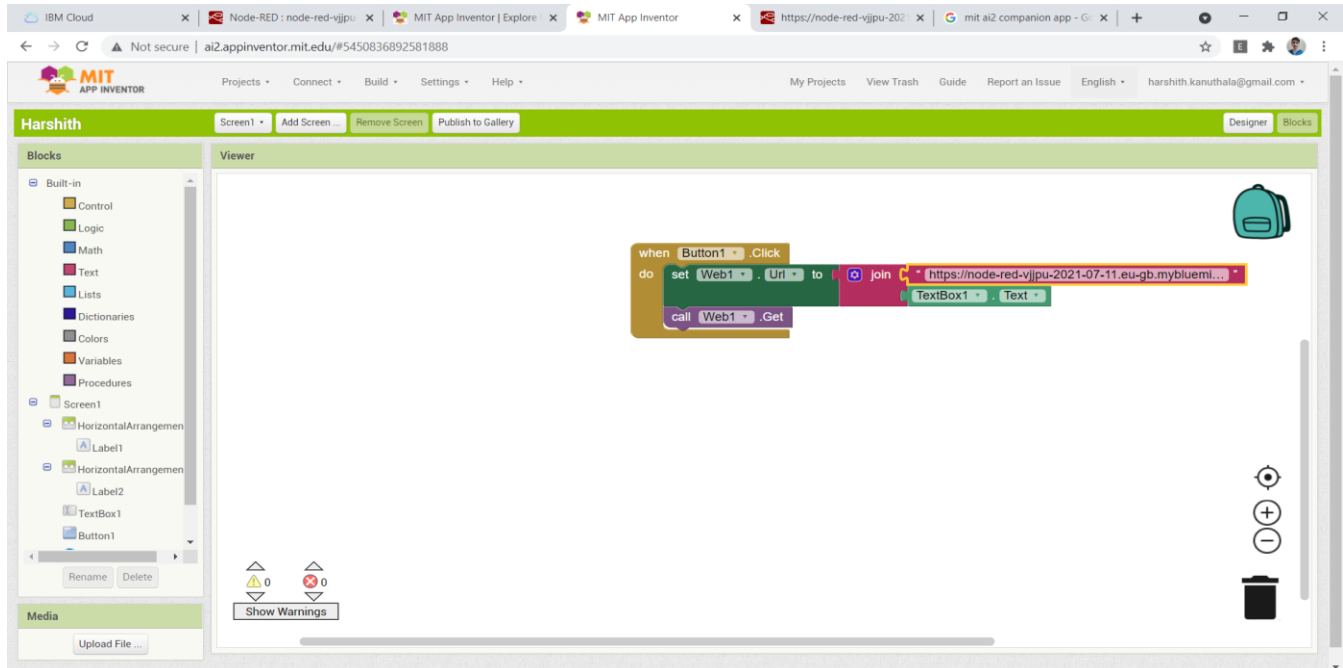 IBM Cloud
Node-RED : node-red-vjjpu
MIT App Inventor | Explore
MIT App Inventor
https://node-red-vjjpu-202
mit ai2 companion app - Go
Not secure | ai2.appinventor.mit.edu/#5450836892581888
MIT
APP INVENTOR
Projects Connect Build Settings Help My Projects View Trash Guide Report an Issue English harshith.kanuthala@gmail.com
Harshith Screen1 Add Screen ... Remove Screen Publish to Gallery Designer Blocks
Blocks
Viewer
Built-in
Control
Logic
Math
Text
Lists
Dictionaries
Colors
Variables
Procedures
Screen1
HorizontalArrangemen
Label1
HorizontalArrangemen
Label2
TextBox1
Button1
Rename Delete
Media
Upload File ...
when Button1 .Click
do set Web1 . Url to join " https://node-red-vjjpu-2021-07-11.eu-gb.mybluemi... "
TextBox1 . Text
call Web1 .Get
0 0
Show Warnings